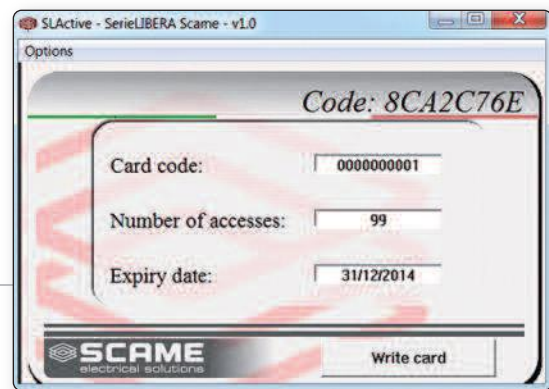 SLActive - SerieLIBERA Scame - v1.0
Options
Code: 8CA2C76E
Card code: 0000000001
Number of accesses: 99
Expiry date: 31/12/2014
SCAME
electrical solutions
Write card